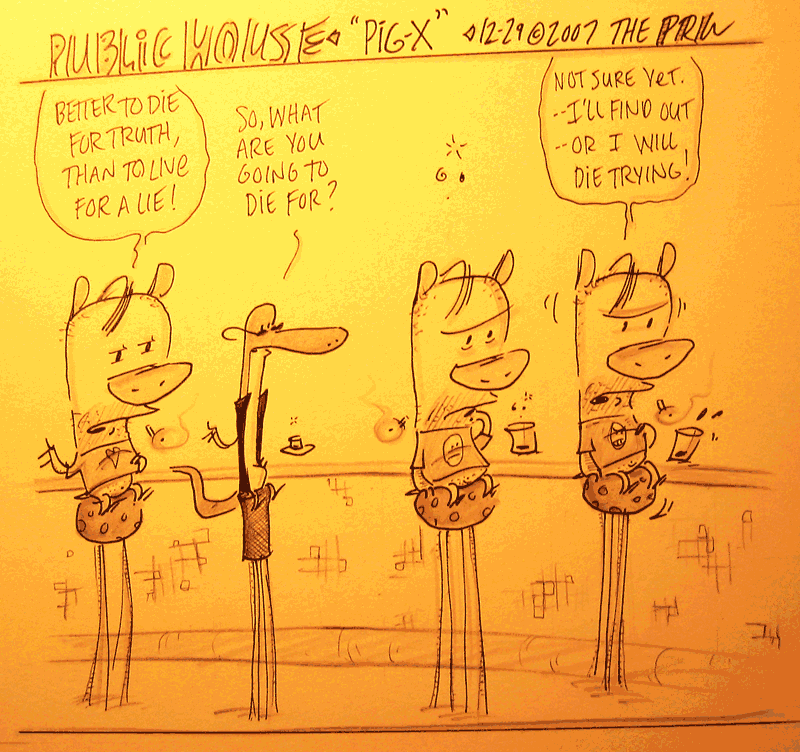 PUBLIC HOUSE "PIG-X" 12-29©2007 THE PRIN
BETTER TO DIE
FOR TRUTH,
THAN TO LIVE
FOR A LIE!
SO, WHAT
ARE YOU
GOING TO
DIE FOR?
NOT SURE YET.
--I'LL FIND OUT
--OR I WILL
DIE TRYING!